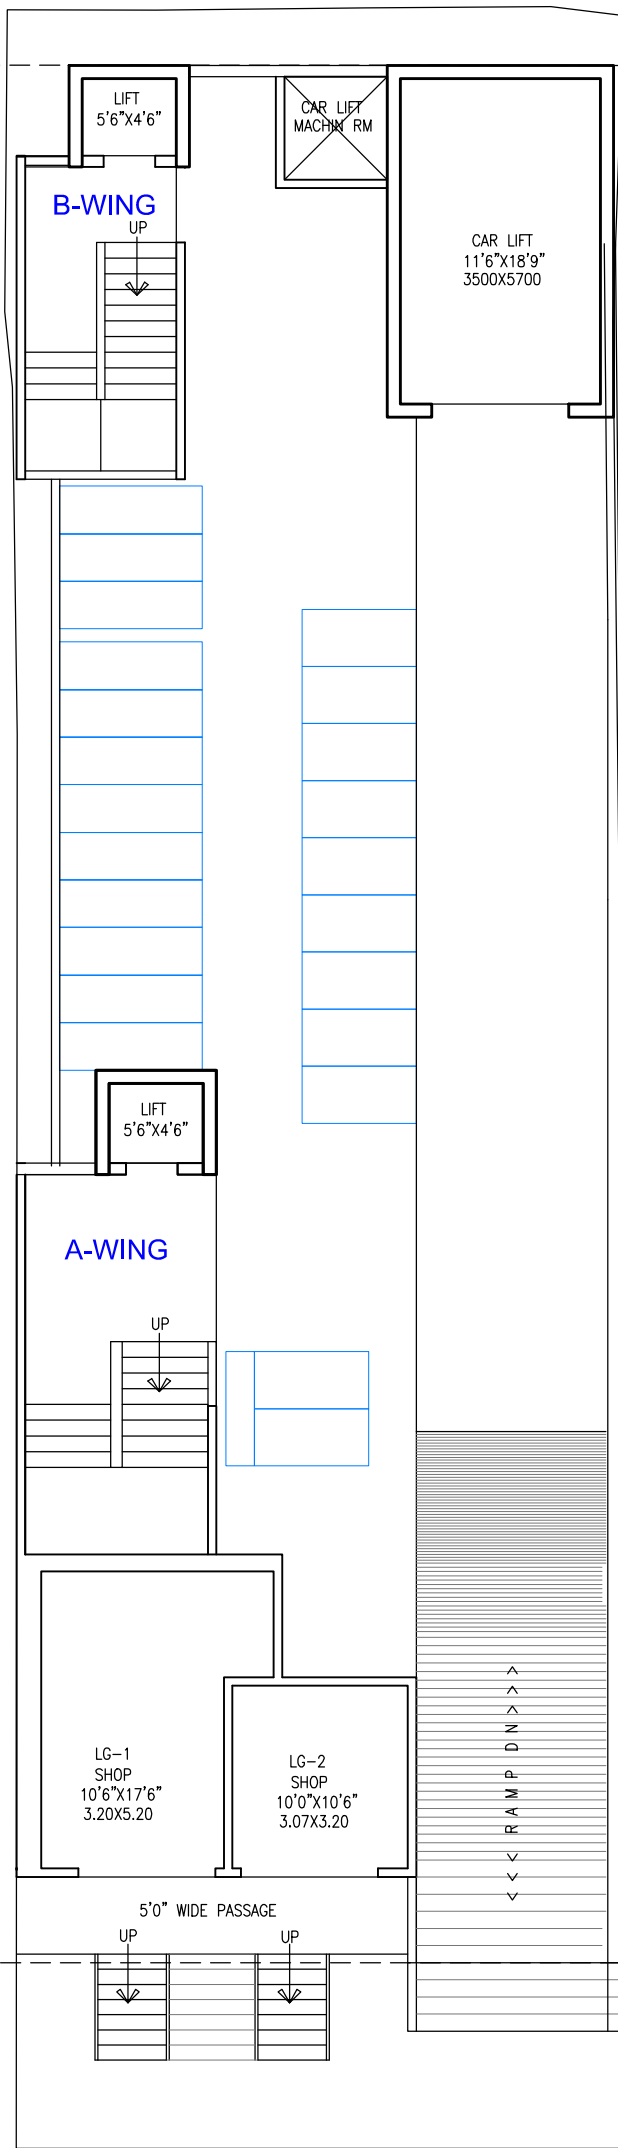 LIFT
5'6"X4'6"
CAR LIFT
MACHIN RM
B-WING
UP
CAR LIFT
11'6"X18'9"
3500X5700
LIFT
5'6"X4'6"
A-WING
UP
LG-1
SHOP
10'6"X17'6"
3.20X5.20
LG-2
SHOP
10'0"X10'6"
3.07X3.20
< < < RAMP DN > > >
5'0" WIDE PASSAGE
UP
UP